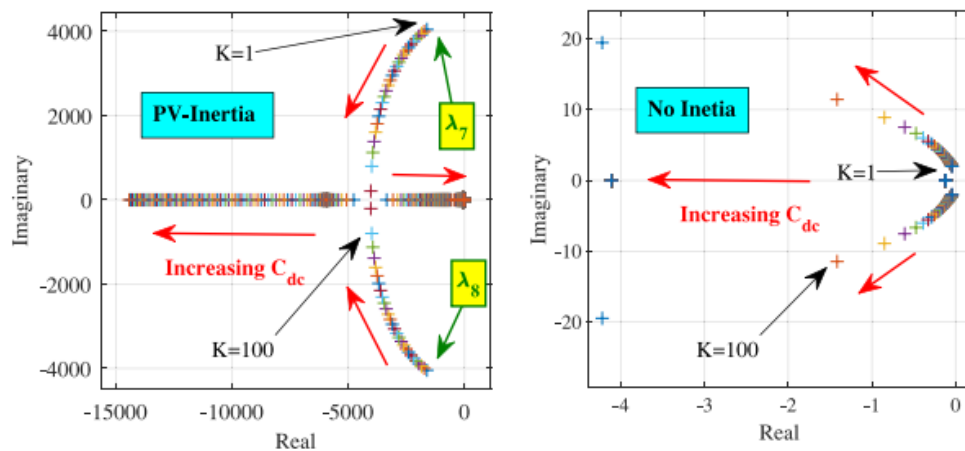 4000
2000
0
-2000
-4000
Imaginary
-15000
-10000
-5000
0
Real
K=1
PV-Inertia
λ7
Increasing Cdc
λ8
K=100
20
10
0
-10
-20
Imaginary
-4
-3
-2
-1
0
Real
No Inetia
K=1
Increasing Cdc
K=100